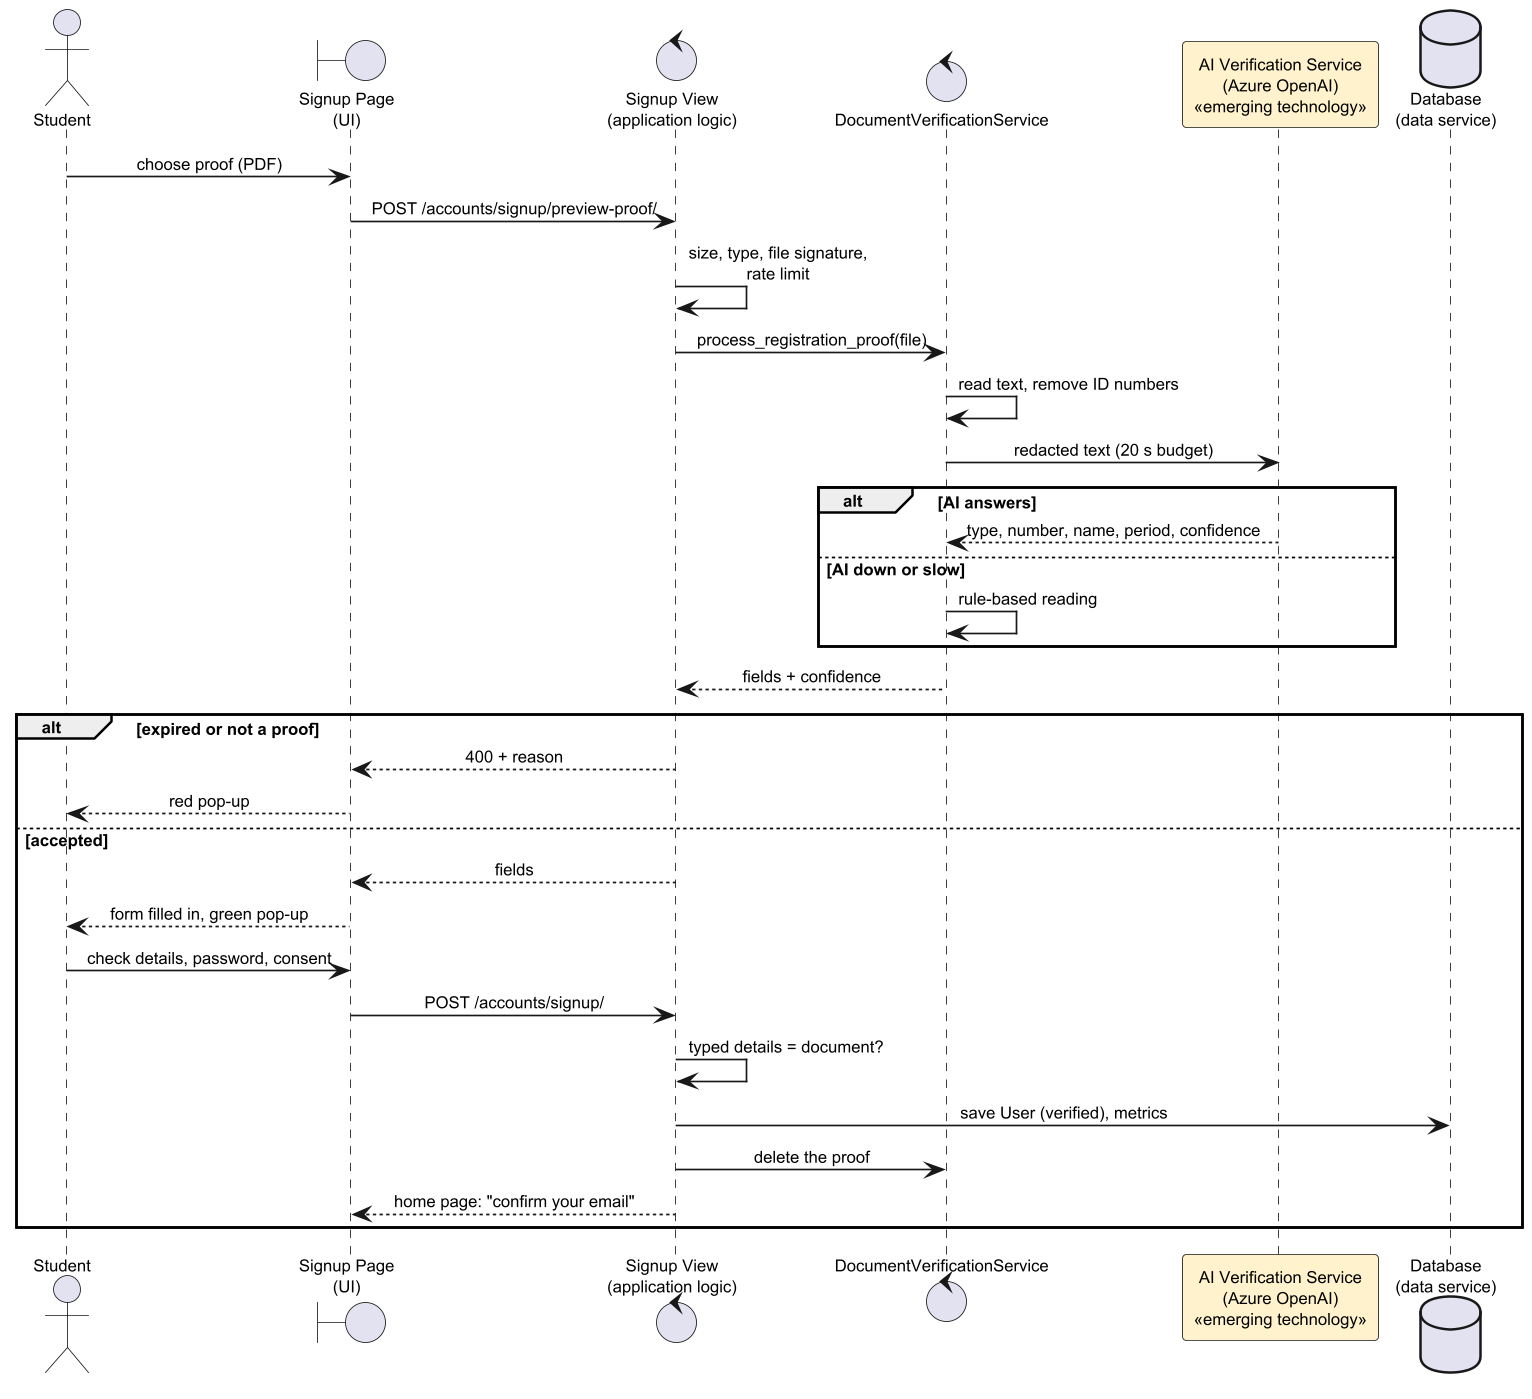 Student
Signup Page
(UI)
Signup View
(application logic)
DocumentVerificationService
AI Verification Service
(Azure OpenAI)
«emerging technology»
Database
(data service)
choose proof (PDF)
POST /accounts/signup/preview-proof/
size, type, file signature,
rate limit
process_registration_proof(file)
read text, remove ID numbers
redacted text (20 s budget)
alt
[AI answers]
type, number, name, period, confidence
[AI down or slow]
rule-based reading
fields + confidence
alt
[expired or not a proof]
400 + reason
red pop-up
[accepted]
fields
form filled in, green pop-up
check details, password, consent
POST /accounts/signup/
typed details = document?
save User (verified), metrics
delete the proof
home page: "confirm your email"
Student
Signup Page
(UI)
Signup View
(application logic)
DocumentVerificationService
AI Verification Service
(Azure OpenAI)
«emerging technology»
Database
(data service)